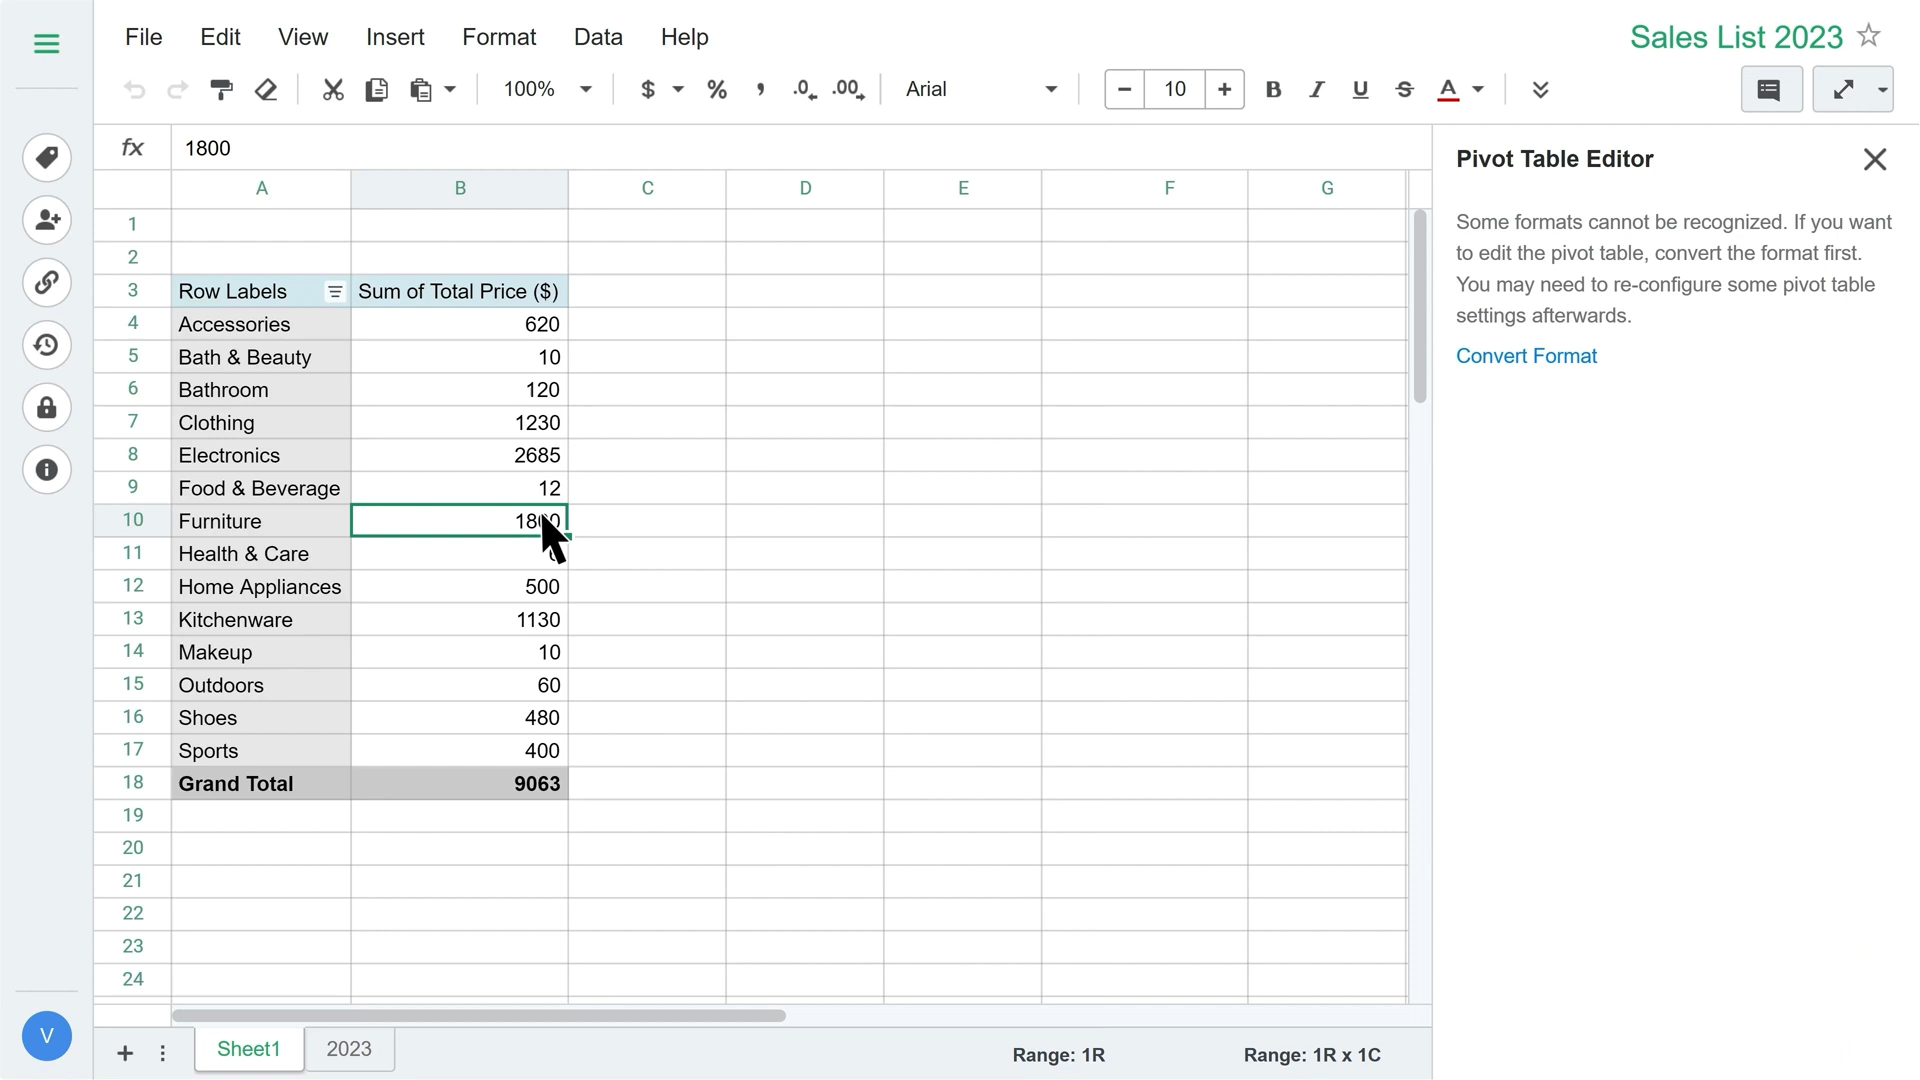 File Edit View Insert Format Data Help
Sales List 2023
100% $ % , .0 .00 Arial - 10 + B I U S A
fx 1800
A B C D E F G
1
2
3 Row Labels Sum of Total Price ($)
4 Accessories 620
5 Bath & Beauty 10
6 Bathroom 120
7 Clothing 1230
8 Electronics 2685
9 Food & Beverage 12
10 Furniture 1800
11 Health & Care
12 Home Appliances 500
13 Kitchenware 1130
14 Makeup 10
15 Outdoors 60
16 Shoes 480
17 Sports 400
18 Grand Total 9063
19
20
21
22
23
24
Pivot Table Editor
Some formats cannot be recognized. If you want
to edit the pivot table, convert the format first.
You may need to re-configure some pivot table
settings afterwards.
Convert Format
V
+ Sheet1 2023 Range: 1R Range: 1R x 1C